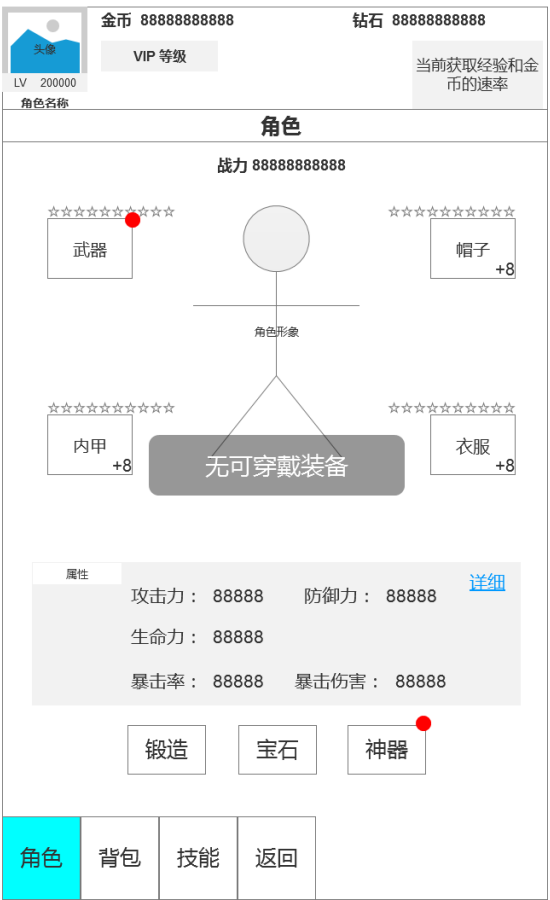 金币 88888888888
钻石 88888888888
头像
VIP 等级
当前获取经验和金
币的速率
LV 200000
角色名称
角色
战力 88888888888
☆☆☆☆☆☆☆☆☆☆
☆☆☆☆☆☆☆☆☆☆
武器
帽子
+8
角色形象
☆☆☆☆☆☆☆☆☆☆
☆☆☆☆☆☆☆☆☆☆
内甲
+8
衣服
+8
无可穿戴装备
属性
详细
攻击力： 88888 防御力： 88888
生命力： 88888
暴击率： 88888 暴击伤害： 88888
锻造 宝石 神器
角色 背包 技能 返回